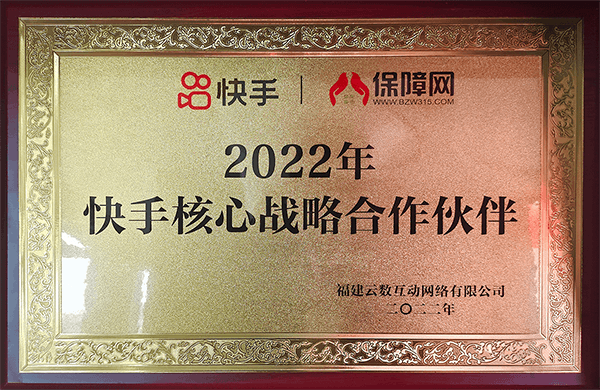 快手 | 保障网
WWW.BZW315.COM
2022年
快手核心战略合作伙伴
福建云数互动网络有限公司
二〇二二年